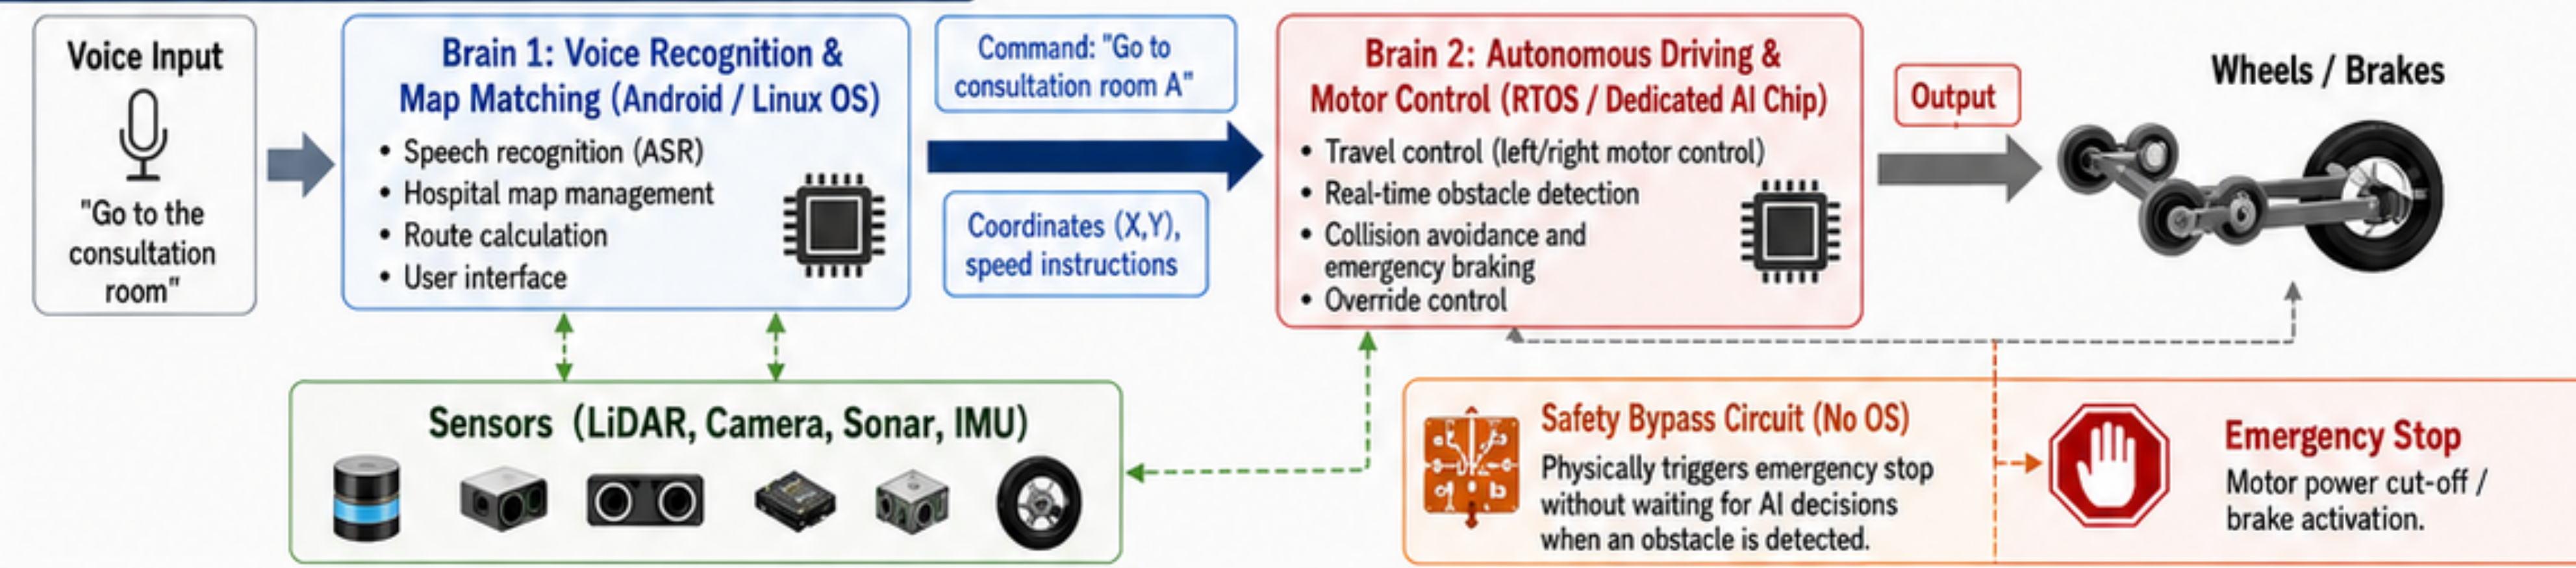 Voice Input
"Go to the
consultation
room"
Brain 1: Voice Recognition &
Map Matching (Android / Linux OS)
• Speech recognition (ASR)
• Hospital map management
• Route calculation
• User interface
Command: "Go to
consultation room A"
Coordinates (X,Y),
speed instructions
Brain 2: Autonomous Driving &
Motor Control (RTOS / Dedicated AI Chip)
• Travel control (left/right motor control)
• Real-time obstacle detection
• Collision avoidance and
emergency braking
• Override control
Output
Wheels / Brakes
Sensors (LiDAR, Camera, Sonar, IMU)
Safety Bypass Circuit (No OS)
Physically triggers emergency stop
without waiting for AI decisions
when an obstacle is detected.
Emergency Stop
Motor power cut-off /
brake activation.